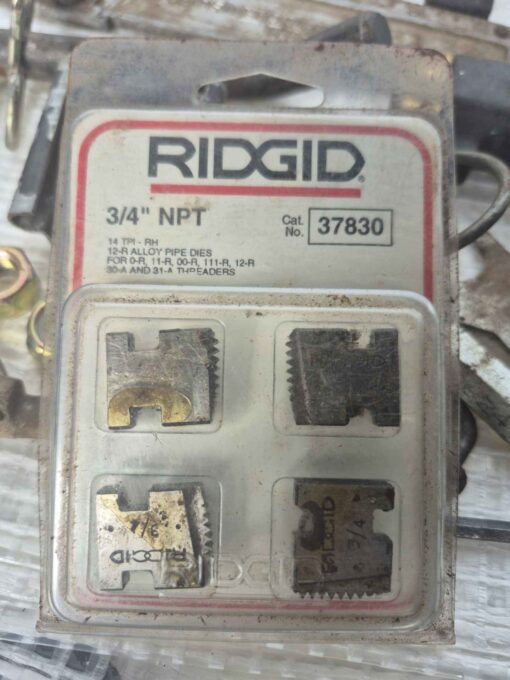 RIDGID
3/4" NPT
Cat. No. 37830
14 TPI - RH
12-R ALLOY PIPE DIES
FOR 0-R, 11-R, 00-R, 111-R, 12-R
30-A AND 31-A THREADERS
RIDGID
RIDGID
3/4
RIDGID